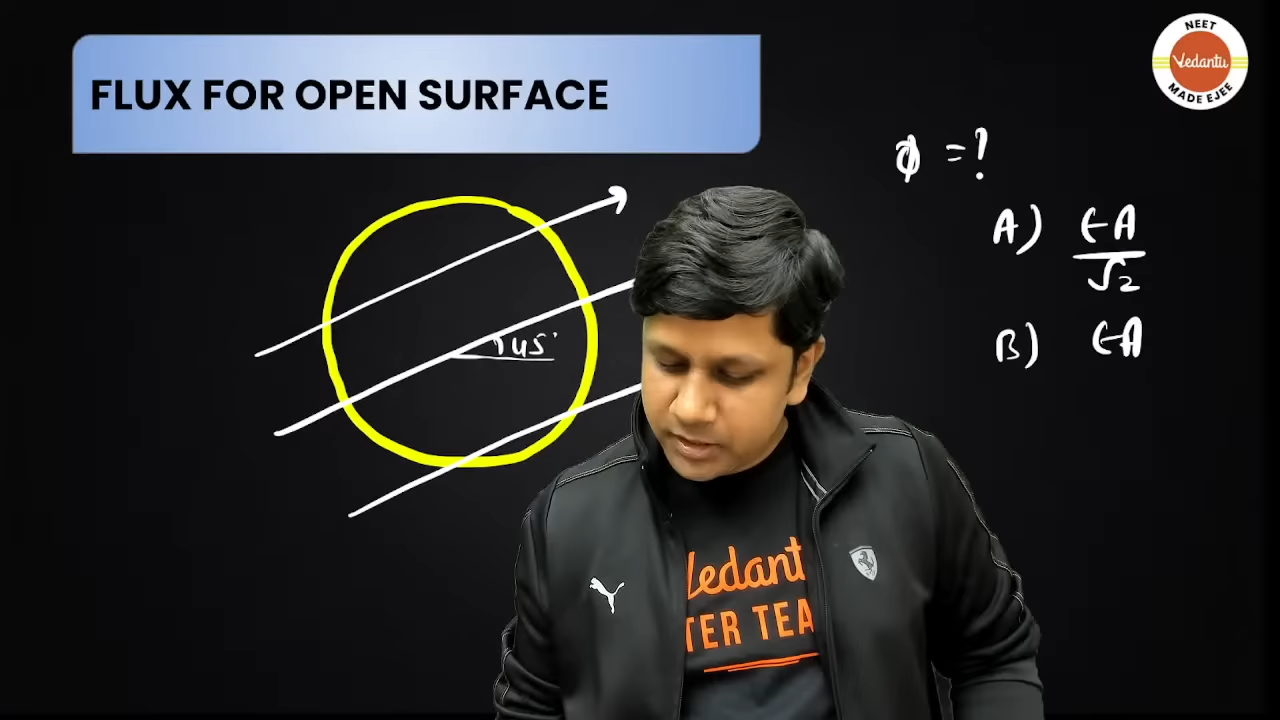 NEET
Vedantu
MADE EJEE
FLUX FOR OPEN SURFACE
ϕ = ?
A) EA
√2
45°
B) EA
Vedantu
TER TEA